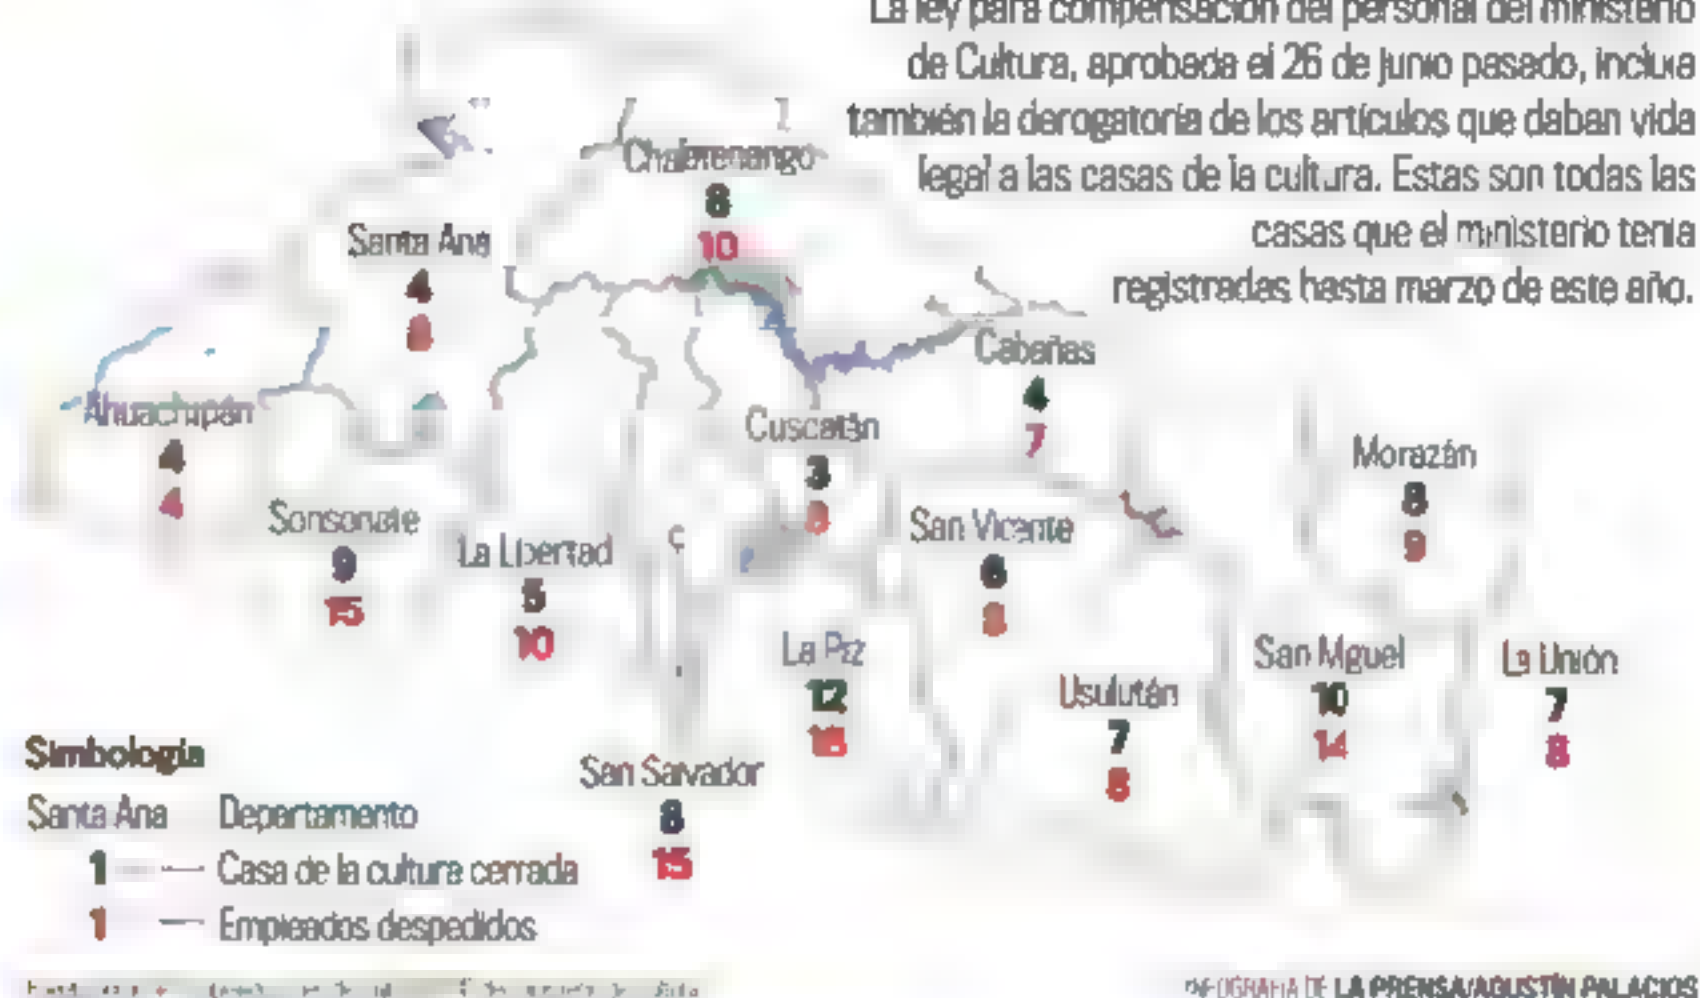 La ley para compensación del personal del ministerio
de Cultura, aprobada el 26 de junio pasado, incluía
también la derogatoria de los artículos que daban vida
legal a las casas de la cultura. Estas son todas las
casas que el ministerio tenía
registradas hasta marzo de este año.
Chalatenango
8
10
Santa Ana
4
Cabañas
4
7
Ahuachapán
4
4
Cuscatlán
3
Morazán
8
9
Sonsonate
9
15
La Libertad
5
10
San Vicente
6
La Paz
12
Usulután
7
San Miguel
10
14
La Unión
7
8
San Salvador
8
15
Simbología
Santa Ana Departamento
1 Casa de la cultura cerrada
1 Empleados despedidos
INFOGRAFÍA DE LA PRENSA/AGUSTÍN PALACIOS